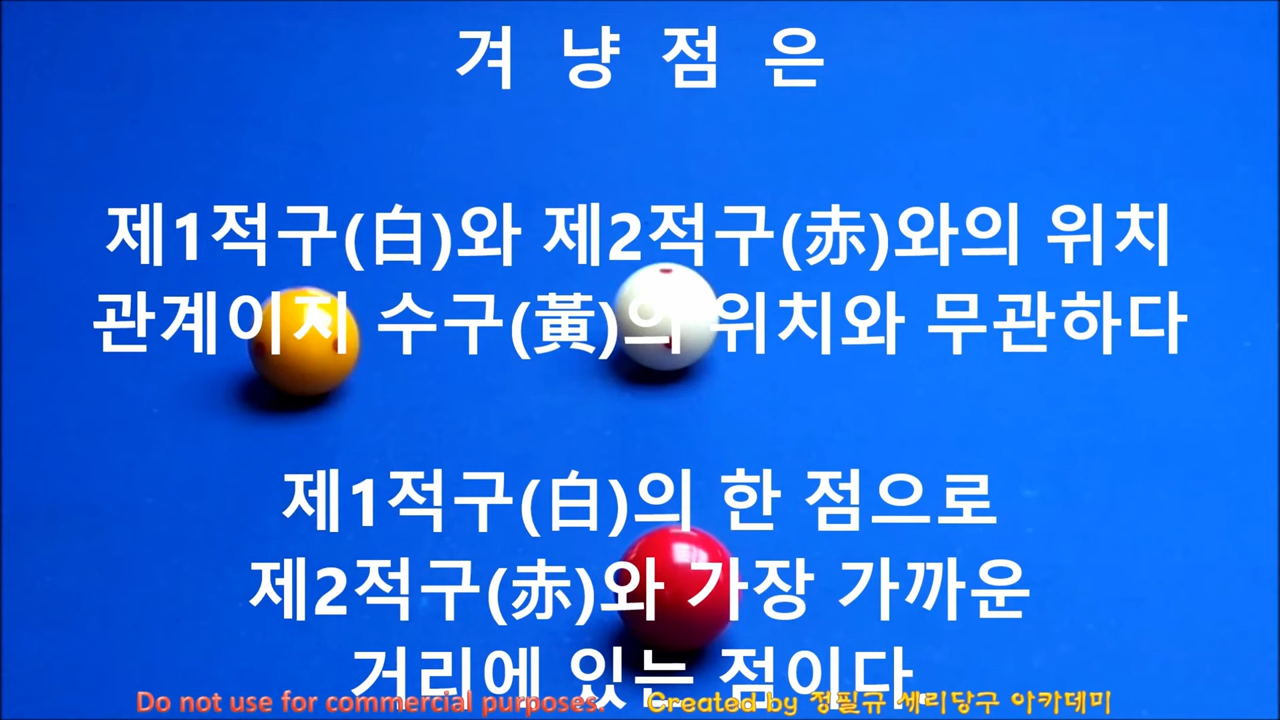 겨 냥 점 은
제1적구(白)와 제2적구(赤)와의 위치
관계이지 수구(黃)의 위치와 무관하다
제1적구(白)의 한 점으로
제2적구(赤)와 가장 가까운
거리에 있는 점이다.
Do not use for commercial purposes. Created by 정필규 세리당구 아카데미